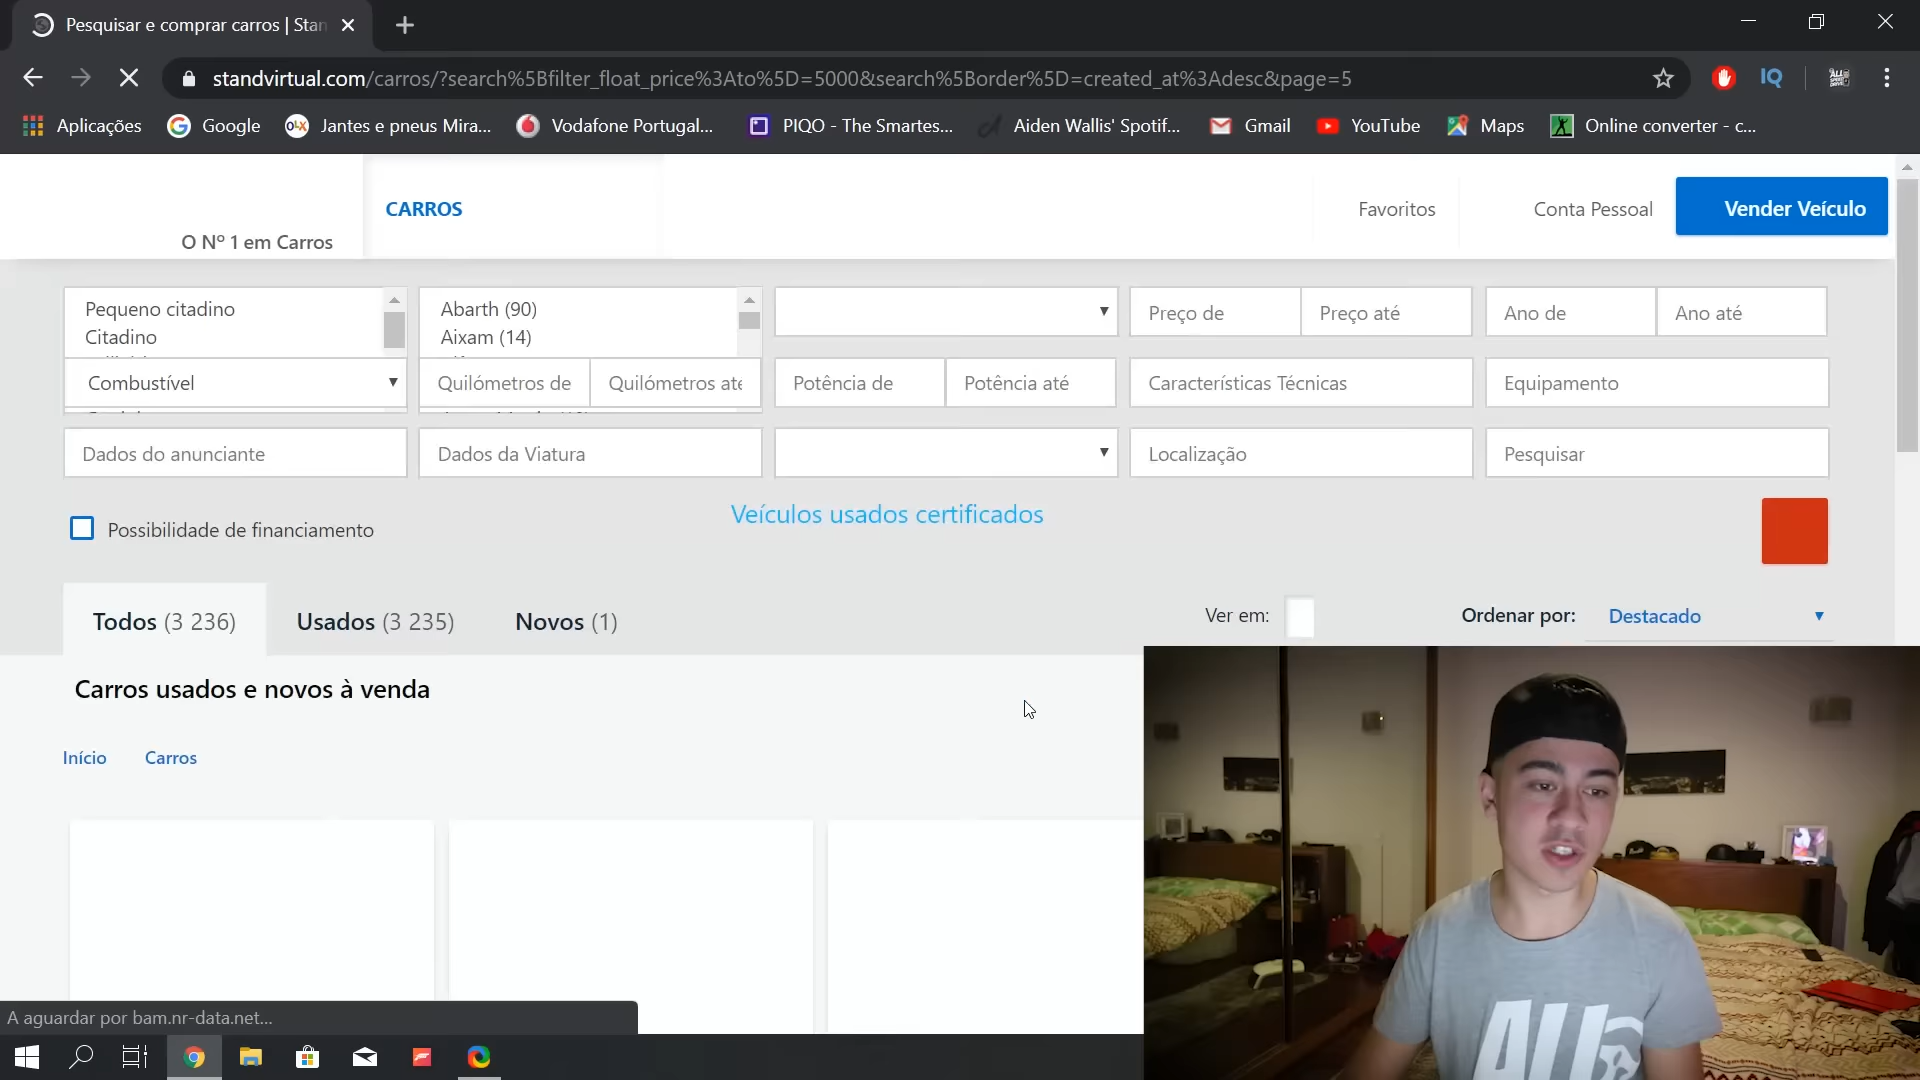 Pesquisar e comprar carros | Stan
standvirtual.com/carros/?search%5Bfilter_float_price%3Ato%5D=5000&search%5Border%5D=created_at%3Adesc&page=5
IQ
Aplicações
Google
OLX
Jantes e pneus Mira...
Vodafone Portugal...
PIQO - The Smartes...
Aiden Wallis' Spotif...
Gmail
YouTube
Maps
Online converter - c...
O Nº 1 em Carros
CARROS
Favoritos
Conta Pessoal
Vender Veículo
Pequeno citadino
Citadino
Abarth (90)
Aixam (14)
Preço de
Preço até
Ano de
Ano até
Combustível
Quilómetros de
Quilómetros até
Potência de
Potência até
Características Técnicas
Equipamento
Dados do anunciante
Dados da Viatura
Localização
Pesquisar
Possibilidade de financiamento
Veículos usados certificados
Todos (3 236)
Usados (3 235)
Novos (1)
Ver em:
Ordenar por:
Destacado
Carros usados e novos à venda
Início
Carros
A aguardar por bam.nr-data.net...
ALL